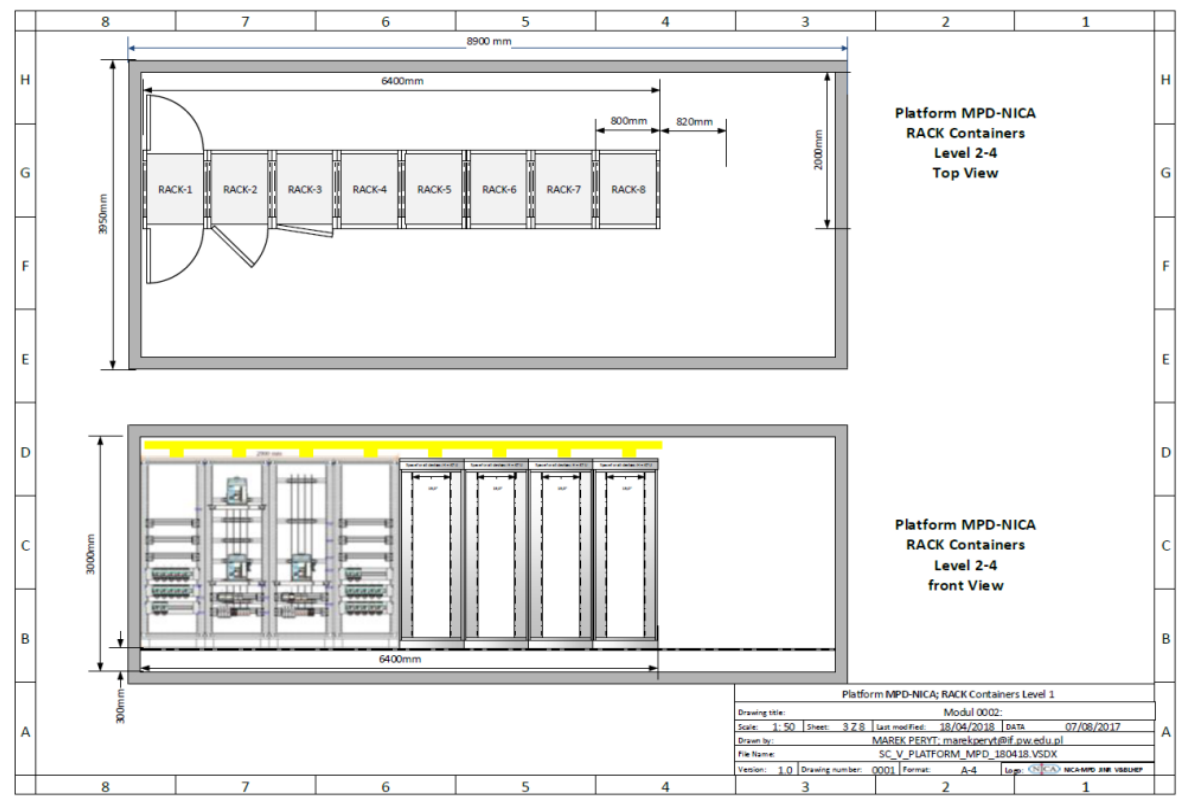 8 7 6 5 4 3 2 1
8900 mm
H H
6400mm
Platform MPD-NICA
RACK Containers
Level 2-4
Top View
800mm 820mm
2000mm
G G
RACK-1 RACK-2 RACK-3 RACK-4 RACK-5 RACK-6 RACK-7 RACK-8
3950mm
F F
E E
D D
C C
3000mm
Platform MPD-NICA
RACK Containers
Level 2-4
front View
B B
6400mm
300mm
A A
Platform MPD-NICA; RACK Containers Level 1
Drawing title: Modul 0002:
Scale: 1: 50 Sheet: 3 Z 8 Last modified: 18/04/2018 DATA 07/08/2017
Drawn by: MAREK PERYT; marekperyt@if.pw.edu.pl
File Name: SC_V_PLATFORM_MPD_180418.VSDX
Version: 1.0 Drawing number: 0001 Format: A-4 Logo: NICA NICA-MPD JINR VBBLHEP
8 7 6 5 4 3 2 1